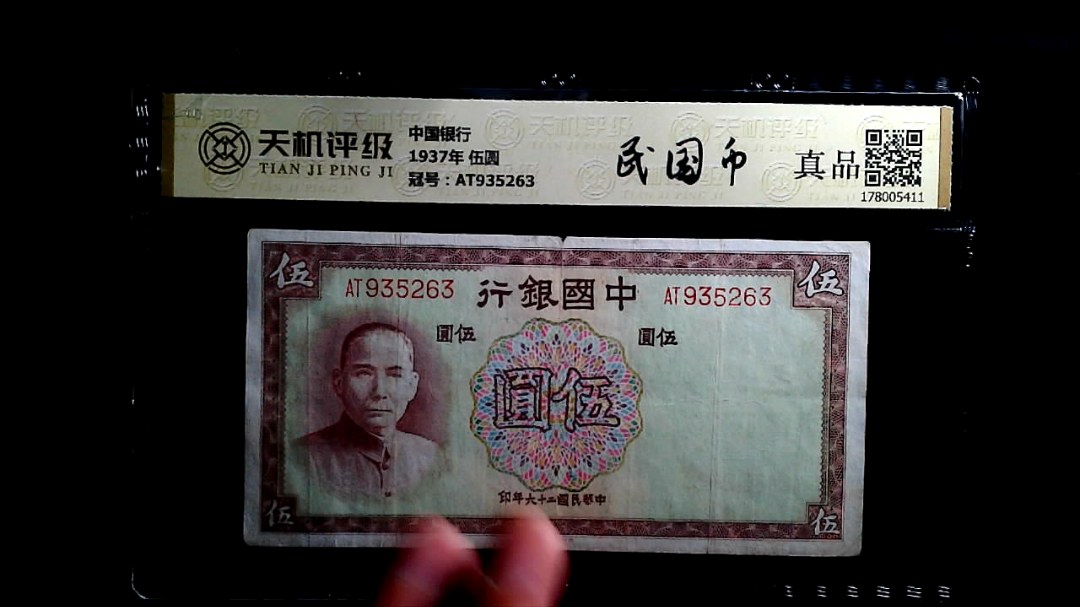 天机评级
TIAN JI PING JI
中国银行
1937年 伍圆
冠号：AT935263
民国币
真品
178005411
伍
伍
AT935263
行銀國中
AT935263
圓伍
圓伍
圓伍
印年六十二國民華中
伍
伍